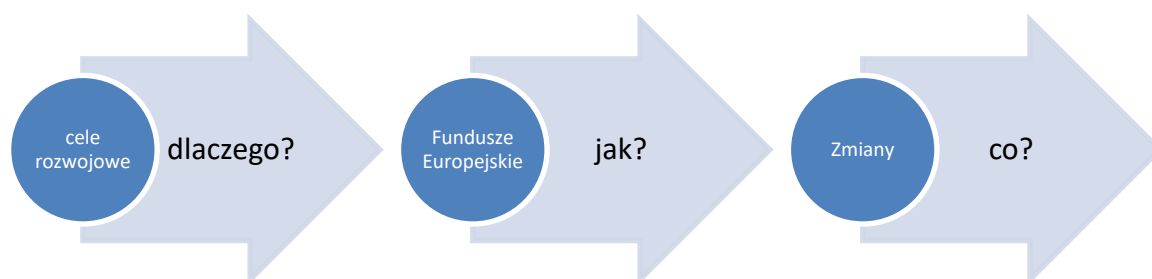 cele
rozwojowe
dlaczego?
Fundusze
Europejskie
jak?
Zmiany
co?